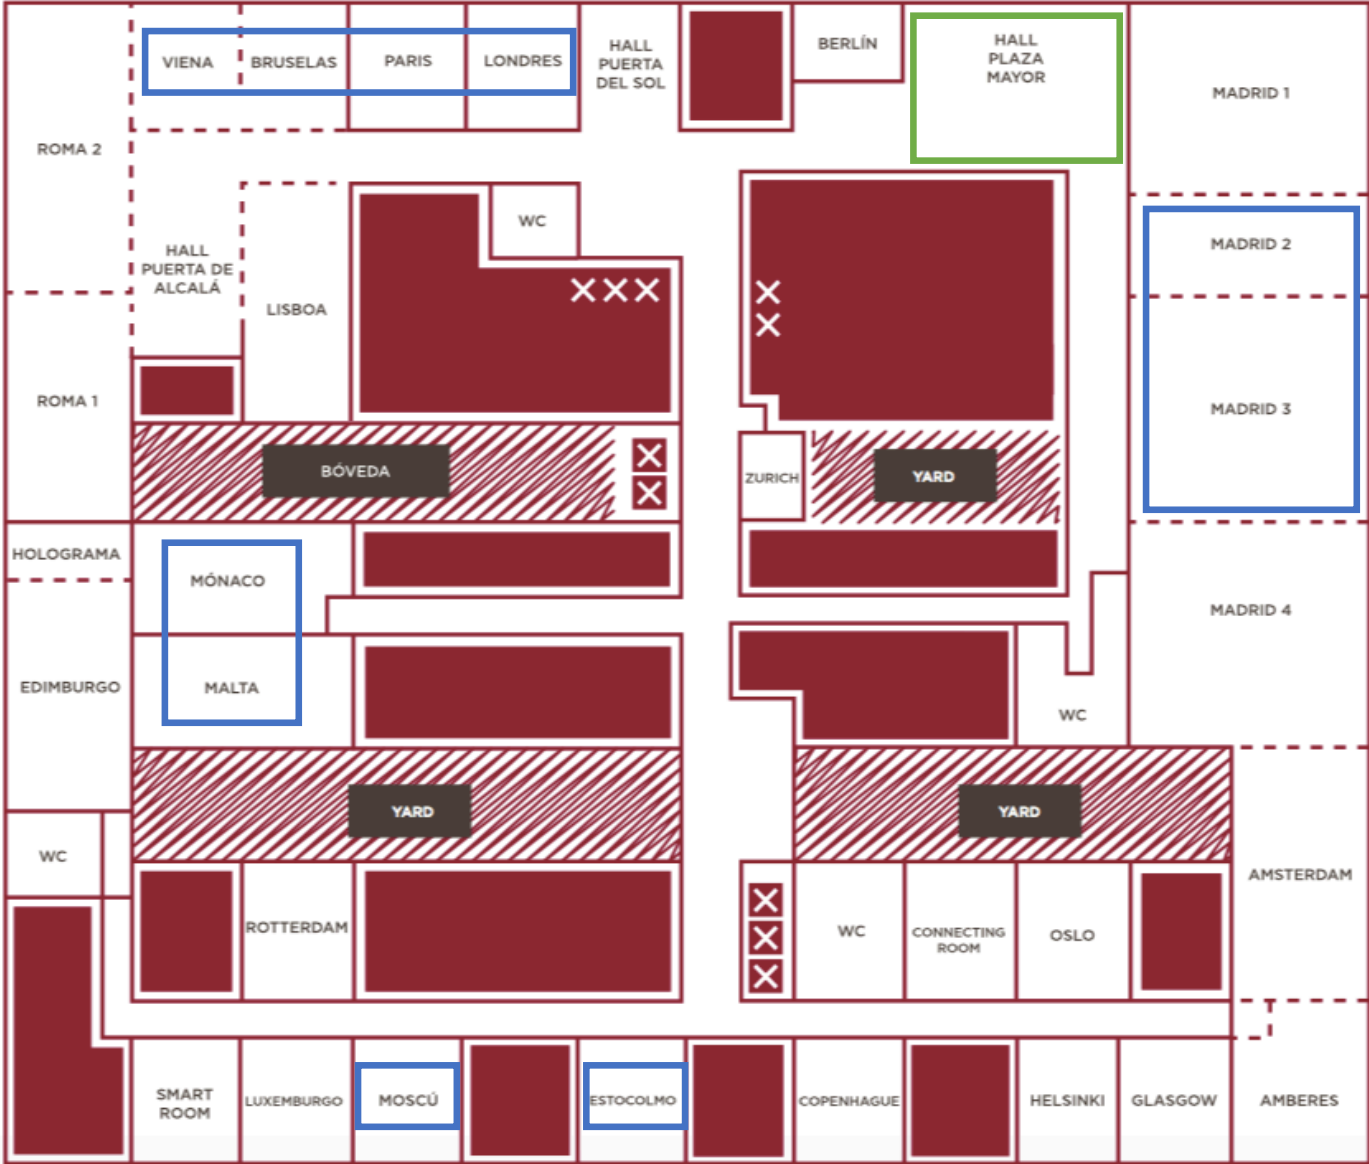 VIENA
BRUSELAS
PARIS
LONDRES
HALL
PUERTA
DEL SOL
BERLÍN
HALL
PLAZA
MAYOR
MADRID 1
ROMA 2
WC
HALL
PUERTA DE
ALCALÁ
LISBOA
MADRID 2
ROMA 1
MADRID 3
BÓVEDA
ZURICH
YARD
HOLOGRAMA
MÓNACO
MADRID 4
EDIMBURGO
MALTA
WC
YARD
YARD
WC
AMSTERDAM
ROTTERDAM
WC
CONNECTING
ROOM
OSLO
SMART
ROOM
LUXEMBURGO
MOSCÚ
ESTOCOLMO
COPENHAGUE
HELSINKI
GLASGOW
AMBERES